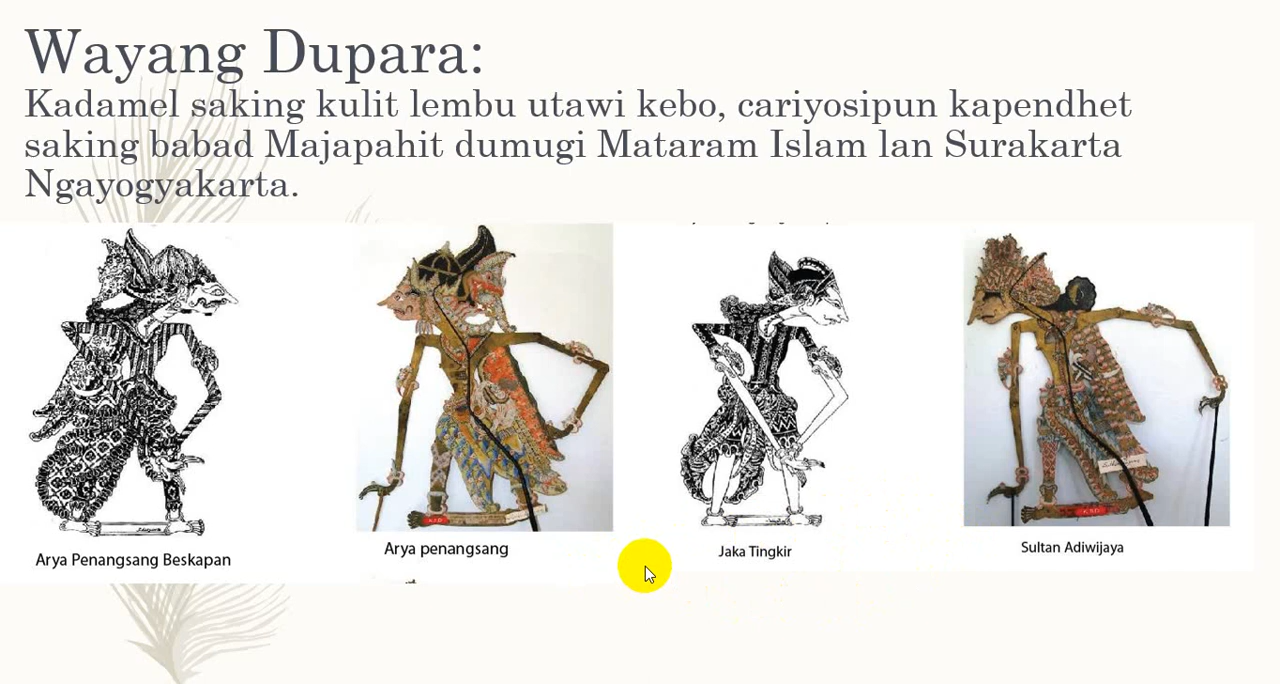 Wayang Dupara:
Kadamel saking kulit lembu utawi kebo, cariyosipun kapendhet
saking babad Majapahit dumugi Mataram Islam lan Surakarta
Ngayogyakarta.
Arya Penangsang Beskapan
Arya penangsang
Jaka Tingkir
Sultan Adiwijaya